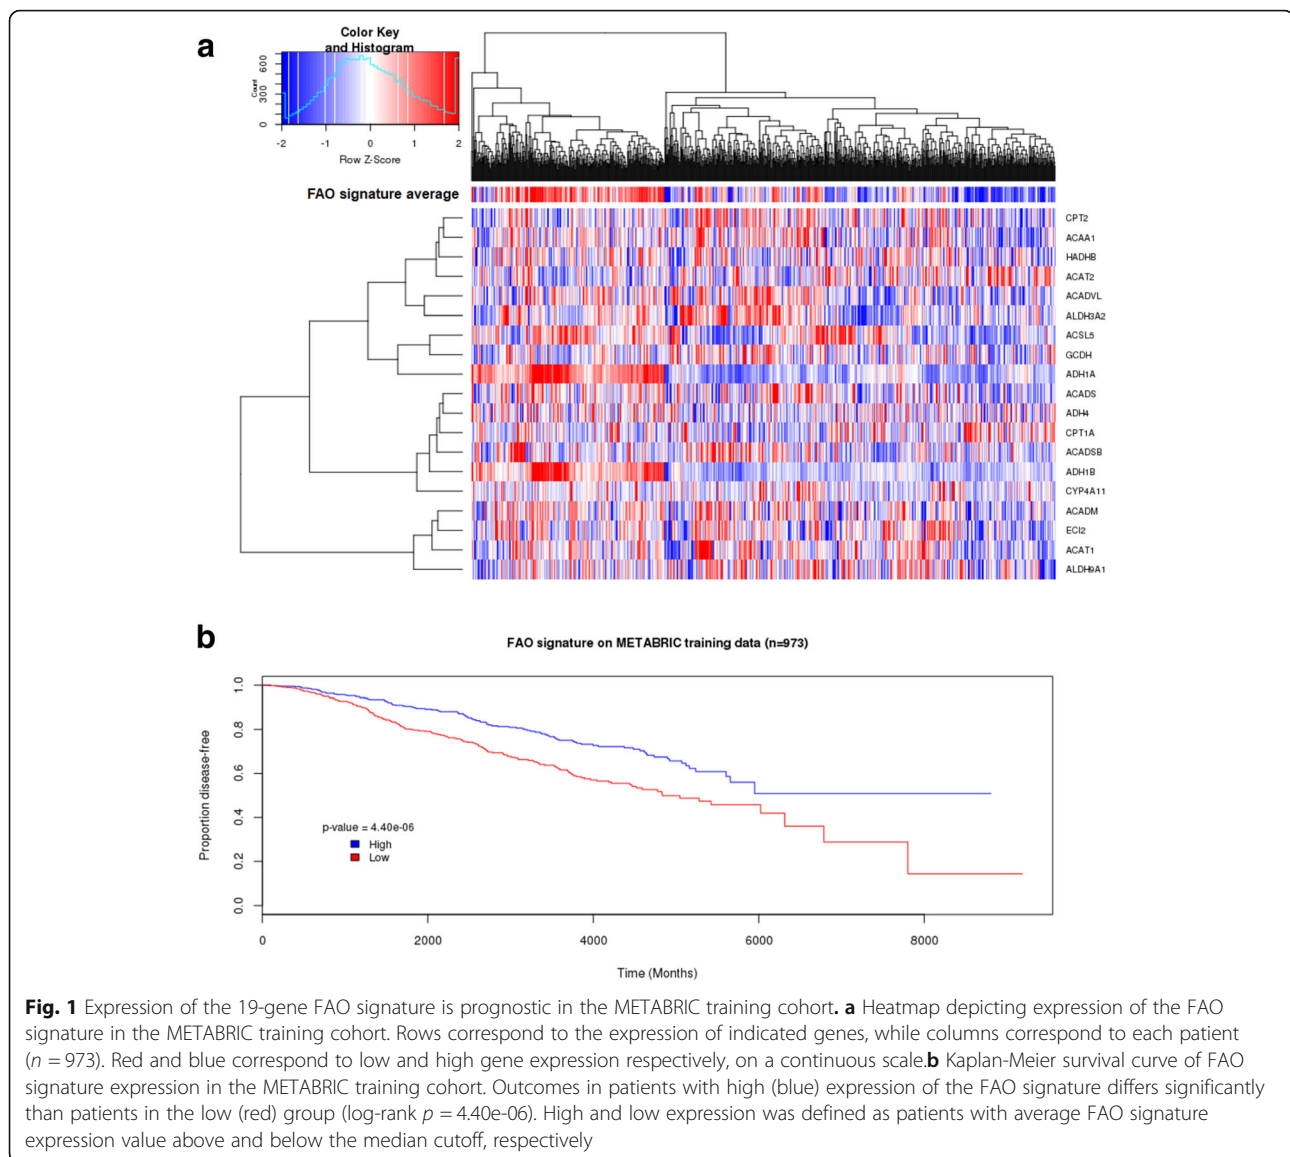 a
Color Key
and Histogram
Count
0 300 600
-2 -1 0 1 2
Row Z-Score
FAO signature average
CPT2
ACAA1
HADHB
ACAT2
ACADVL
ALDH3A2
ACSL5
GCDH
ADH1A
ACADS
ADH4
CPT1A
ACADSB
ADH1B
CYP4A11
ACADM
ECI2
ACAT1
ALDH9A1
b
FAO signature on METABRIC training data (n=973)
Proportion disease-free
0.0 0.2 0.4 0.6 0.8 1.0
p-value = 4.40e-06
High
Low
0 2000 4000 6000 8000
Time (Months)
Fig. 1 Expression of the 19-gene FAO signature is prognostic in the METABRIC training cohort. a Heatmap depicting expression of the FAO
signature in the METABRIC training cohort. Rows correspond to the expression of indicated genes, while columns correspond to each patient
(n = 973). Red and blue correspond to low and high gene expression respectively, on a continuous scale.b Kaplan-Meier survival curve of FAO
signature expression in the METABRIC training cohort. Outcomes in patients with high (blue) expression of the FAO signature differs significantly
than patients in the low (red) group (log-rank p = 4.40e-06). High and low expression was defined as patients with average FAO signature
expression value above and below the median cutoff, respectively